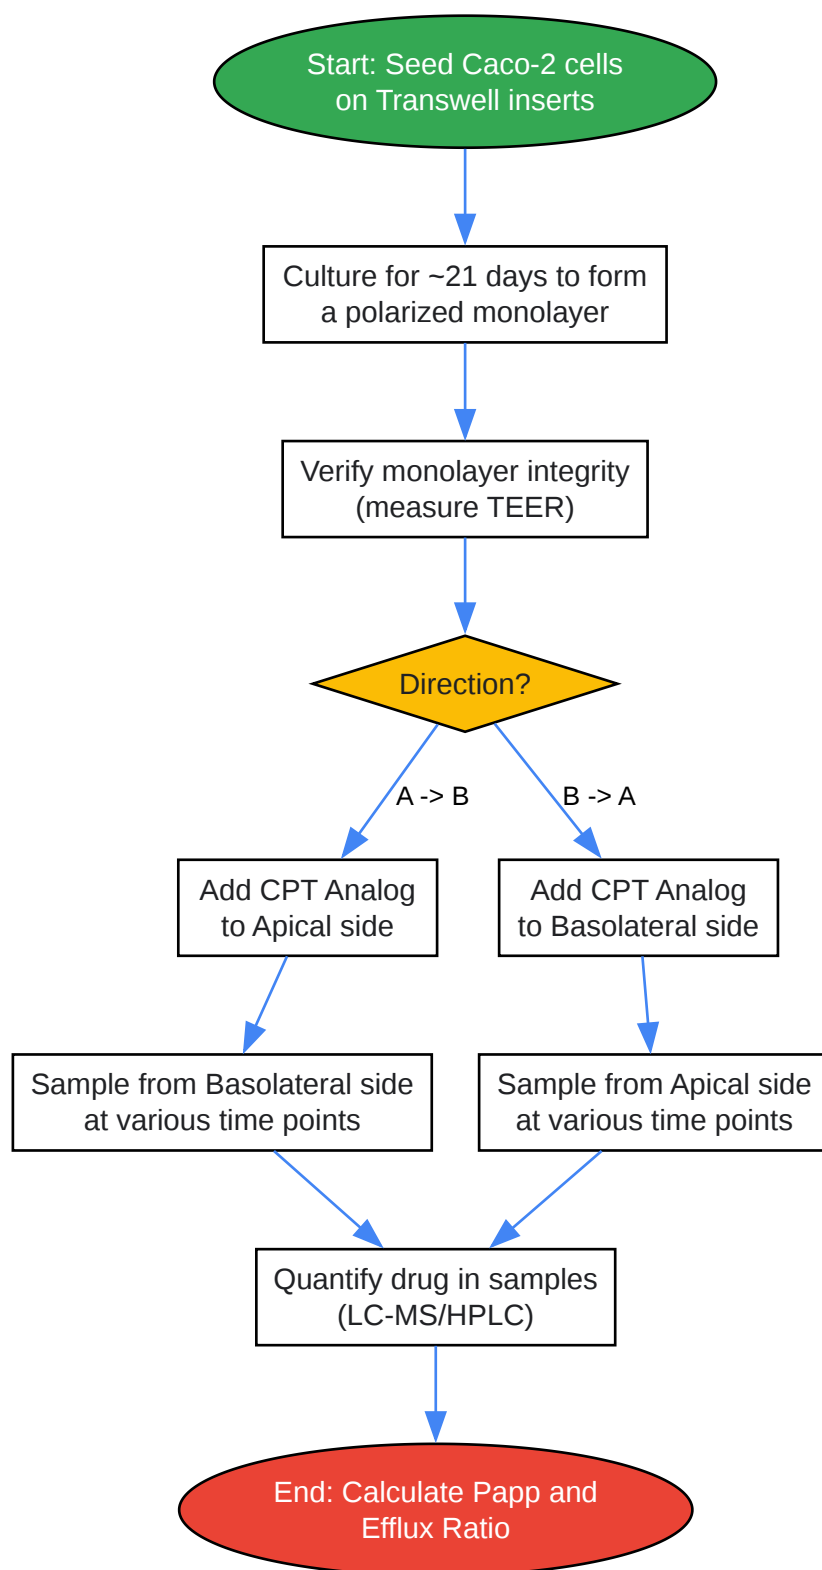 Start: Seed Caco-2 cells
on Transwell inserts
Culture for ~21 days to form
a polarized monolayer
Verify monolayer integrity
(measure TEER)
Direction?
A -> B
B -> A
Add CPT Analog
to Apical side
Add CPT Analog
to Basolateral side
Sample from Basolateral side
at various time points
Sample from Apical side
at various time points
Quantify drug in samples
(LC-MS/HPLC)
End: Calculate Papp and
Efflux Ratio